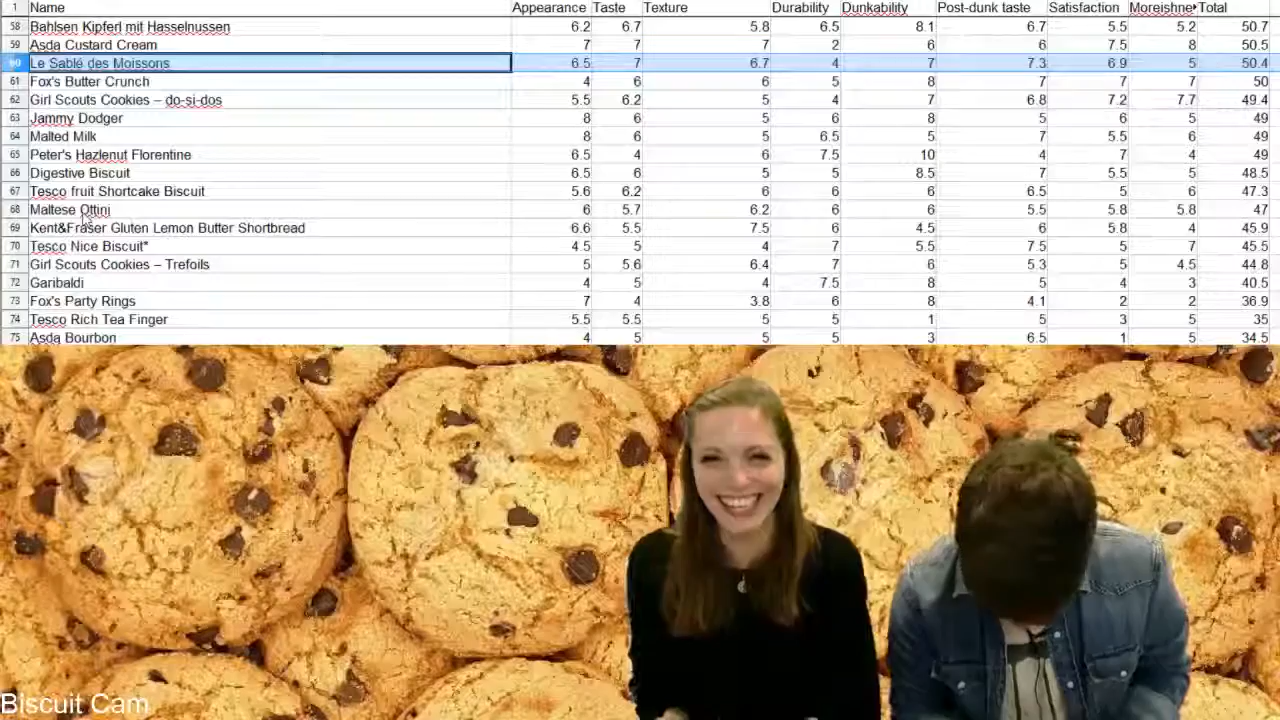 1 Name Appearance Taste Texture Durability Dunkability Post-dunk taste Satisfaction Moreishne Total
58 Bahlsen Kipferl mit Hasselnussen 6.2 6.7 5.8 6.5 8.1 6.7 5.5 5.2 50.7
59 Asda Custard Cream 7 7 7 2 6 6 7.5 8 50.5
60 Le Sablé des Moissons 6.5 7 6.7 4 7 7.3 6.9 5 50.4
61 Fox's Butter Crunch 4 6 5 5 8 7 7 7 50
62 Girl Scouts Cookies – do-si-dos 5.5 6.2 5 4 7 6.8 7.2 7.7 49.4
63 Jammy Dodger 8 6 5 6 8 5 6 5 49
64 Malted Milk 8 6 5 6.5 5 7 5.5 6 49
65 Peter's Hazlenut Florentine 6.5 4 6 7.5 10 4 7 4 49
66 Digestive Biscuit 6.5 6 5 5 8.5 7 5.5 5 48.5
67 Tesco fruit Shortcake Biscuit 5.6 6.2 6 6 6 6.5 5 6 47.3
68 Maltese Ottini 6 5.7 6.2 6 6 5.5 5.8 5.8 47
69 Kent&Fraser Gluten Lemon Butter Shortbread 6.6 5.5 7.5 6 4.5 6 5.8 4 45.9
70 Tesco Nice Biscuit* 4.5 5 4 7 5.5 7.5 5 7 45.5
71 Girl Scouts Cookies – Trefoils 5 5.6 6.4 7 6 5.3 5 4.5 44.8
72 Garibaldi 4 5 4 7.5 8 5 4 3 40.5
73 Fox's Party Rings 7 4 3.8 6 8 4.1 2 2 36.9
74 Tesco Rich Tea Finger 5.5 5.5 5 5 1 5 3 5 35
75 Asda Bourbon 4 5 5 5 3 6.5 1 5 34.5
Biscuit Cam